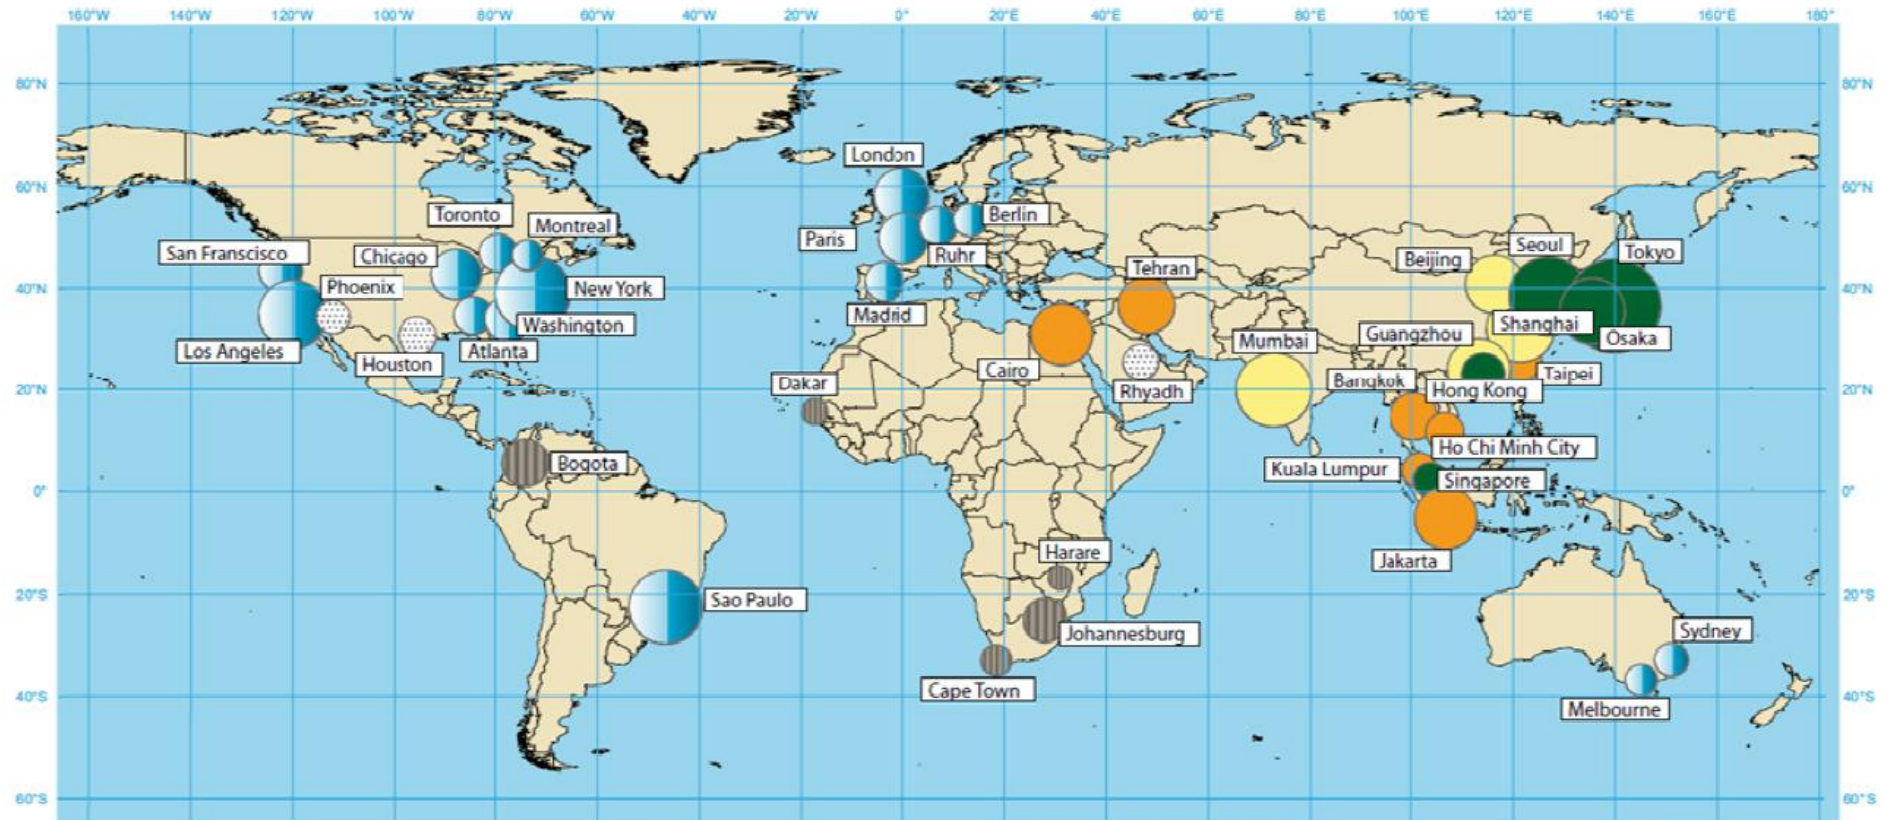 160°W 140°W 120°W 100°W 80°W 60°W 40°W 20°W 0° 20°E 40°E 60°E 80°E 100°E 120°E 140°E 160°E 180°
80°N 80°N
London
60°N 60°N
Toronto
Montreal
Berlin
San Franscisco
Chicago
Paris
Ruhr
Tehran
Beijing
Seoul
Tokyo
40°N 40°N
Phoenix
New York
Madrid
Washington
Shanghai
Guangzhou
Osaka
Los Angeles
Houston
Atlanta
Cairo
Mumbai
Bangkok
Taipei
Dakar
Rhyadh
Hong Kong
20°N 20°N
Ho Chi Minh City
Bogota
Kuala Lumpur
Singapore
0° 0°
Harare
Jakarta
20°S 20°S
Sao Paulo
Johannesburg
Sydney
Cape Town
40°S 40°S
Melbourne
60°S 60°S